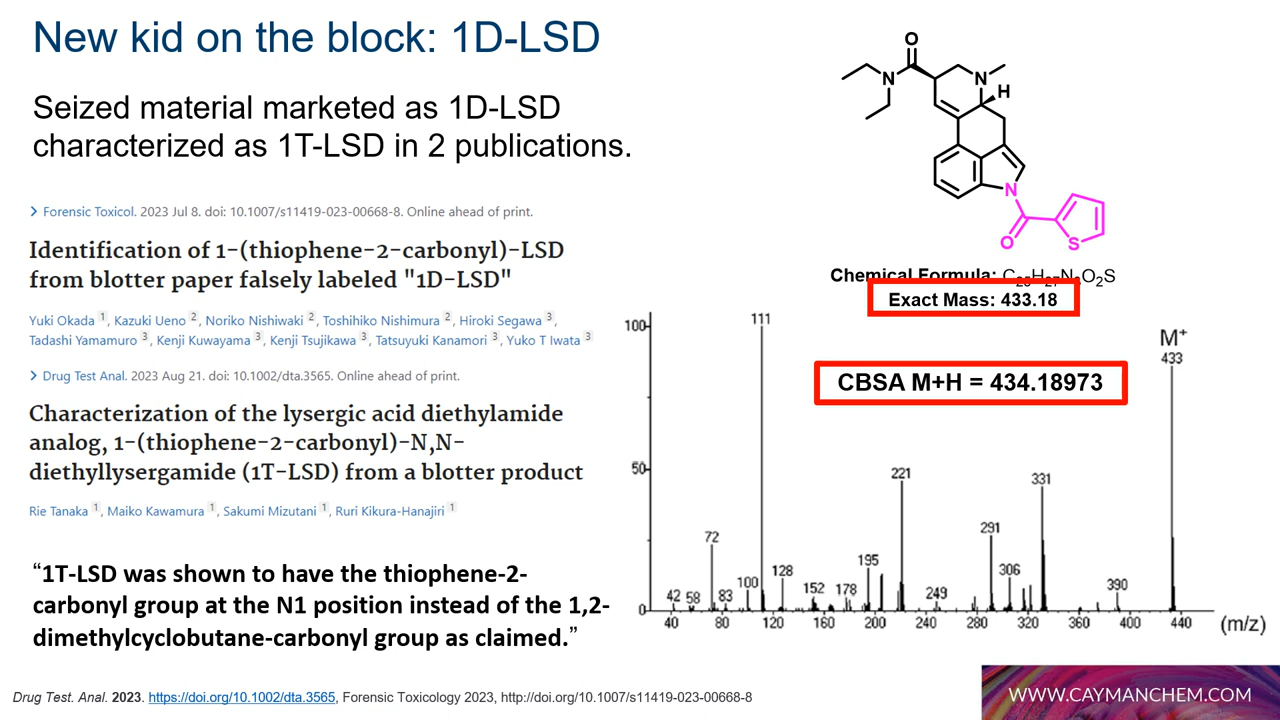 New kid on the block: 1D-LSD
Seized material marketed as 1D-LSD
characterized as 1T-LSD in 2 publications.
> Forensic Toxicol. 2023 Jul 8. doi: 10.1007/s11419-023-00668-8. Online ahead of print.
Identification of 1-(thiophene-2-carbonyl)-LSD
from blotter paper falsely labeled "1D-LSD"
Yuki Okada 1, Kazuki Ueno 2, Noriko Nishiwaki 2, Toshihiko Nishimura 2, Hiroki Segawa 3,
Tadashi Yamamuro 3, Kenji Kuwayama 3, Kenji Tsujikawa 3, Tatsuyuki Kanamori 3, Yuko T Iwata 3
> Drug Test Anal. 2023 Aug 21. doi: 10.1002/dta.3565. Online ahead of print.
Characterization of the lysergic acid diethylamide
analog, 1-(thiophene-2-carbonyl)-N,N-
diethyllysergamide (1T-LSD) from a blotter product
Rie Tanaka 1, Maiko Kawamura 1, Sakumi Mizutani 1, Ruri Kikura-Hanajiri 1
“1T-LSD was shown to have the thiophene-2-
carbonyl group at the N1 position instead of the 1,2-
dimethylcyclobutane-carbonyl group as claimed.”
Drug Test. Anal. 2023. https://doi.org/10.1002/dta.3565, Forensic Toxicology 2023, http://doi.org/10.1007/s11419-023-00668-8
O
N
N
H
N
O
S
Chemical Formula:
Exact Mass: 433.18
CBSA M+H = 434.18973
M+
433
111
221
331
291
72
195
306
128
100
390
152
178
249
42
58
83
100
50
0
40 80 120 160 200 240 280 320 360 400 440 (m/z)
WWW.CAYMANCHEM.COM